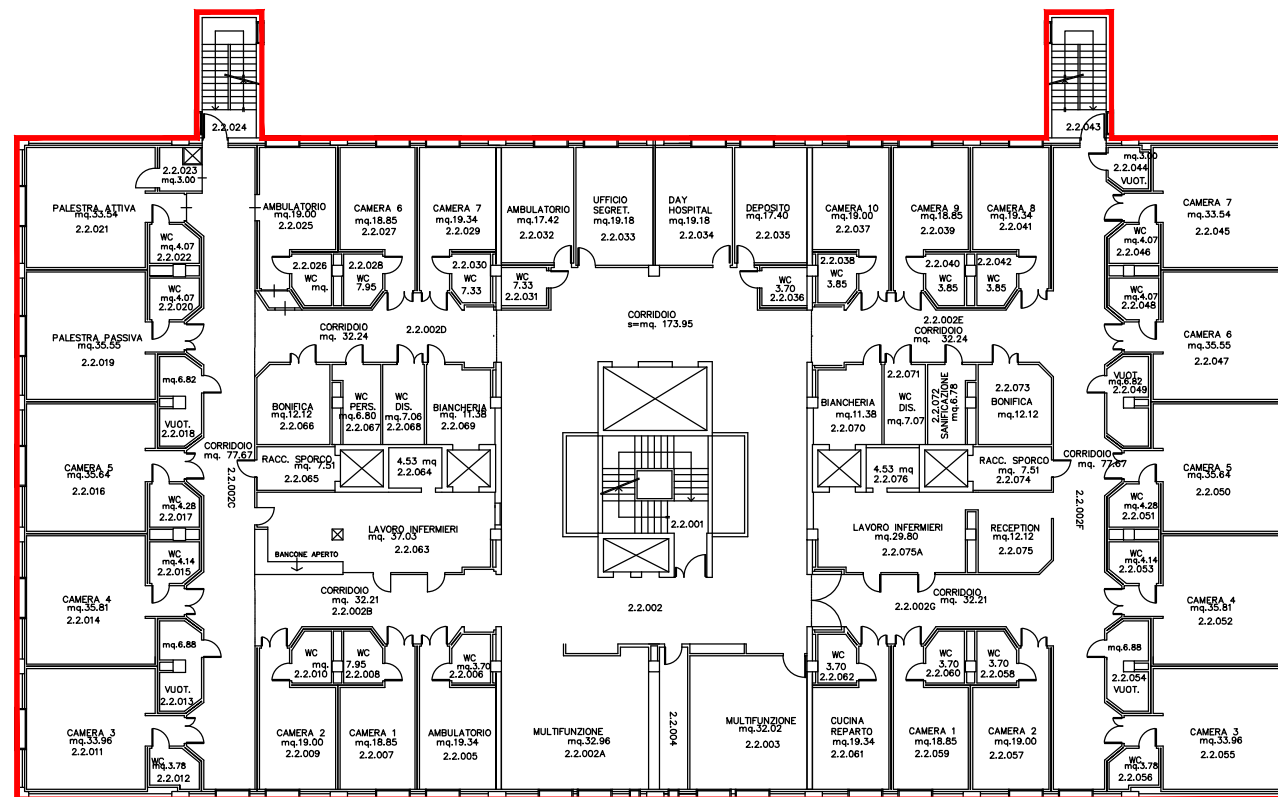 2.2.024
2.2.043
2.2.023
mq.3.00
PALESTRA ATTIVA
mq.33.54
2.2.021
WC
mq.4.07
2.2.022
AMBULATORIO
mq.19.00
2.2.025
CAMERA 6
mq.18.85
2.2.027
CAMERA 7
mq.19.34
2.2.029
AMBULATORIO
mq.17.42
2.2.032
UFFICIO
SEGRET.
mq.19.18
2.2.033
DAY
HOSPITAL
mq.19.18
2.2.034
DEPOSITO
mq.17.40
2.2.035
CAMERA 10
mq.19.00
2.2.037
CAMERA 9
mq.18.85
2.2.039
CAMERA 8
mq.19.34
2.2.041
mq.3.00
2.2.044
VUOT.
CAMERA 7
mq.33.54
2.2.045
WC
mq.4.07
2.2.046
2.2.026
WC
mq.
2.2.028
WC
7.95
2.2.030
WC
7.33
WC
7.33
2.2.031
WC
3.70
2.2.036
2.2.038
WC
3.85
2.2.040
WC
3.85
2.2.042
WC
3.85
WC
mq.4.07
2.2.020
WC
mq.4.07
2.2.048
PALESTRA PASSIVA
mq.35.55
2.2.019
CORRIDOIO
mq. 32.24
2.2.002D
CORRIDOIO
s=mq. 173.95
2.2.002E
CORRIDOIO
mq. 32.24
CAMERA 6
mq.35.55
2.2.047
mq.6.82
VUOT.
2.2.018
BONIFICA
mq.12.12
2.2.066
WC
PERS.
mq.6.80
2.2.067
WC
DIS.
mq.7.06
2.2.068
BIANCHERIA
mq.11.38
2.2.069
BIANCHERIA
mq.11.38
2.2.070
2.2.071
WC
DIS.
mq.7.07
2.2.072
SANIFICAZIONE
mq.6.78
2.2.073
BONIFICA
mq.12.12
VUOT.
mq.6.82
2.2.049
CORRIDOIO
mq. 77.67
2.2.002C
RACC. SPORCO
mq. 7.51
2.2.065
4.53 mq
2.2.064
4.53 mq
2.2.076
RACC. SPORCO
mq. 7.51
2.2.074
CORRIDOIO
mq. 77.67
2.2.002F
CAMERA 5
mq.35.64
2.2.016
WC
mq.4.28
2.2.017
CAMERA 5
mq.35.64
2.2.050
WC
mq.4.28
2.2.051
LAVORO INFERMIERI
mq. 37.03
2.2.063
BANCONE APERTO
2.2.001
LAVORO INFERMIERI
mq.29.80
2.2.075A
RECEPTION
mq.12.12
2.2.075
WC
mq.4.14
2.2.015
WC
mq.4.14
2.2.053
CAMERA 4
mq.35.81
2.2.014
CORRIDOIO
mq. 32.21
2.2.002B
2.2.002
CORRIDOIO
mq. 32.21
2.2.002G
CAMERA 4
mq.35.81
2.2.052
mq.6.88
VUOT.
2.2.013
WC
mq.
2.2.010
WC
7.95
2.2.008
WC
mq.3.70
2.2.006
WC
3.70
2.2.062
WC
3.70
2.2.060
WC
3.70
2.2.058
mq.6.88
2.2.054
VUOT.
CAMERA 3
mq.33.96
2.2.011
WC
mq.3.78
2.2.012
CAMERA 2
mq.19.00
2.2.009
CAMERA 1
mq.18.85
2.2.007
AMBULATORIO
mq.19.34
2.2.005
MULTIFUNZIONE
mq.32.96
2.2.002A
2.2.004
MULTIFUNZIONE
mq.32.02
2.2.003
CUCINA
REPARTO
mq.19.34
2.2.061
CAMERA 1
mq.18.85
2.2.059
CAMERA 2
mq.19.00
2.2.057
WC
mq.3.78
2.2.056
CAMERA 3
mq.33.96
2.2.055